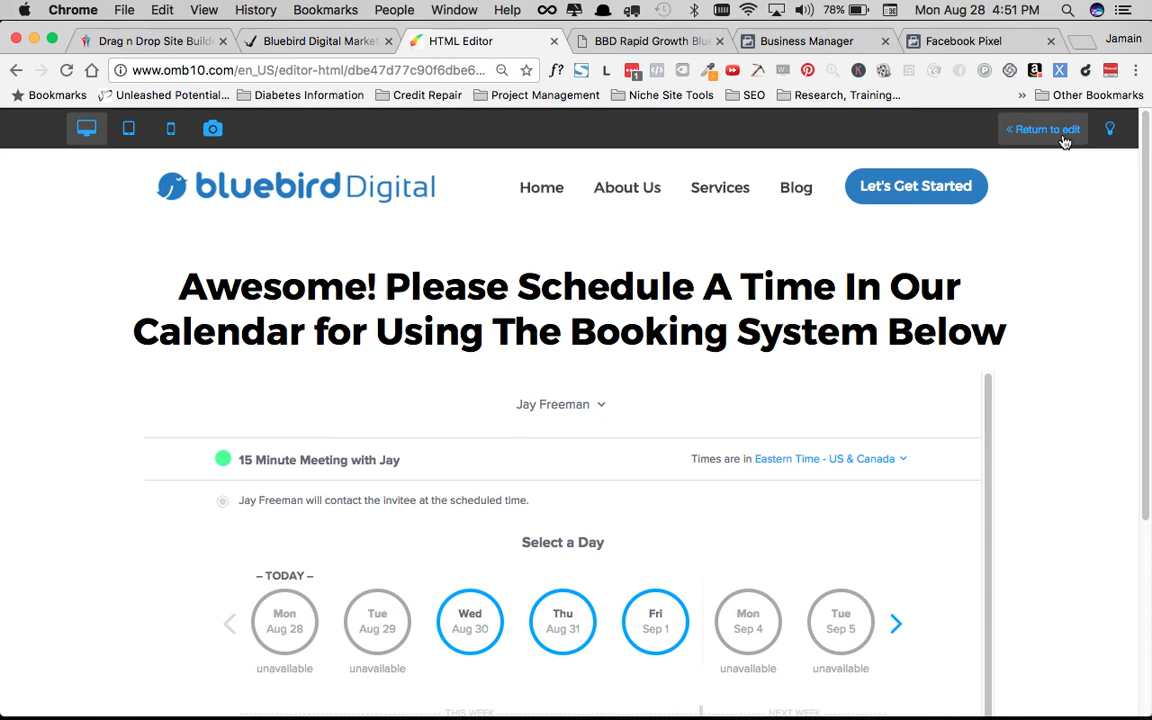 Chrome File Edit View History Bookmarks People Window Help 78% Mon Aug 28 4:51 PM
Drag n Drop Site Build Bluebird Digital Market HTML Editor BBD Rapid Growth Blue Business Manager Facebook Pixel Jamain
www.omb10.com/en_US/editor-html/dbe47d77c90f6dbe6...
Bookmarks Unleashed Potential... Diabetes Information Credit Repair Project Management Niche Site Tools SEO Research, Training... » Other Bookmarks
« Return to edit
bluebird Digital Home About Us Services Blog Let's Get Started
Awesome! Please Schedule A Time In Our
Calendar for Using The Booking System Below
Jay Freeman
15 Minute Meeting with Jay Times are in Eastern Time - US & Canada
Jay Freeman will contact the invitee at the scheduled time.
Select a Day
– TODAY –
Mon Tue Wed Thu Fri Mon Tue
Aug 28 Aug 29 Aug 30 Aug 31 Sep 1 Sep 4 Sep 5
unavailable unavailable unavailable unavailable
THIS WEEK NEXT WEEK